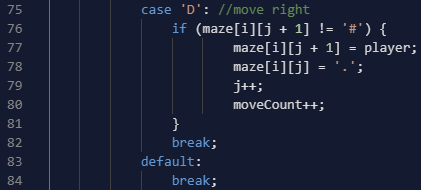 75 case 'D': //move right
76 if (maze[i][j + 1] != '#') {
77 maze[i][j + 1] = player;
78 maze[i][j] = '.';
79 j++;
80 moveCount++;
81 }
82 break;
83 default:
84 break;